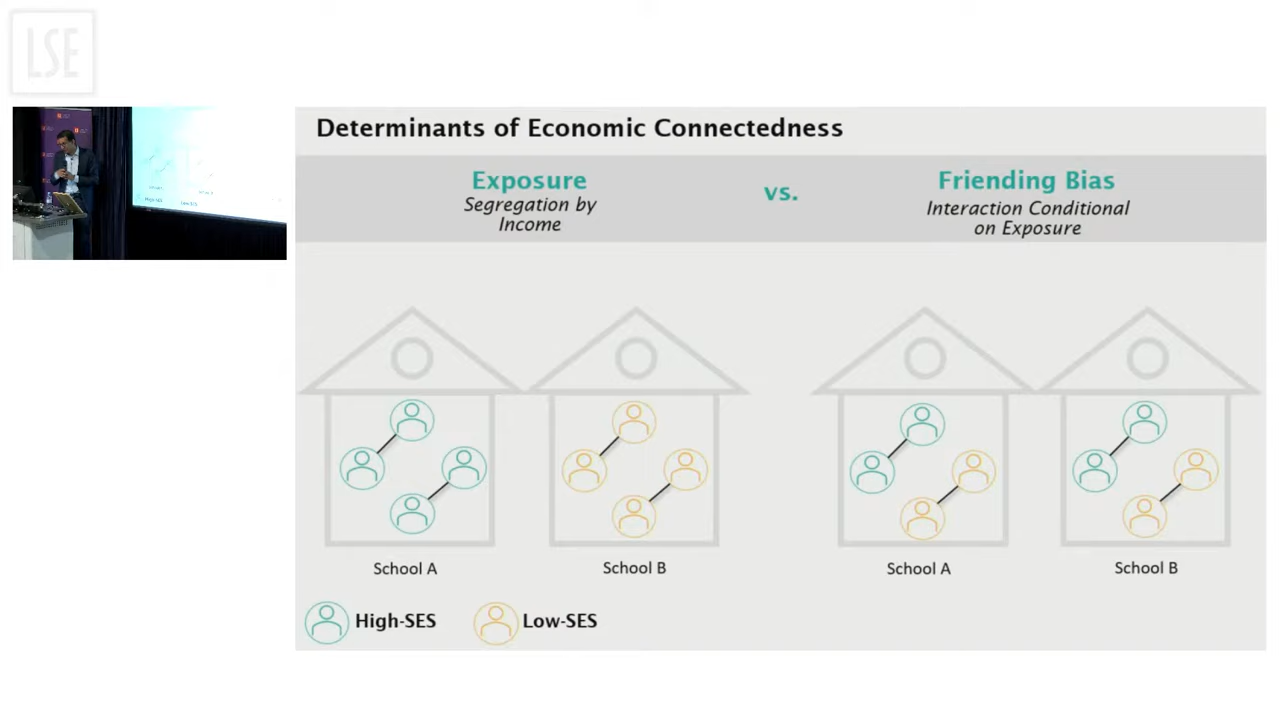 LSE
Determinants of Economic Connectedness
Exposure
Segregation by
Income
vs.
Friending Bias
Interaction Conditional
on Exposure
School A
School B
School A
School B
High-SES
Low-SES